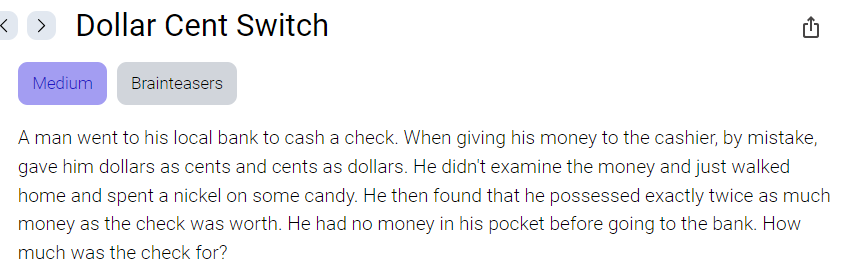 Dollar Cent Switch
Medium Brainteasers
A man went to his local bank to cash a check. When giving his money to the cashier, by mistake,
gave him dollars as cents and cents as dollars. He didn't examine the money and just walked
home and spent a nickel on some candy. He then found that he possessed exactly twice as much
money as the check was worth. He had no money in his pocket before going to the bank. How
much was the check for?